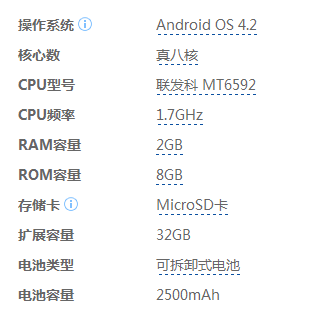 操作系统 Android OS 4.2
核心数 真八核
CPU型号 联发科 MT6592
CPU频率 1.7GHz
RAM容量 2GB
ROM容量 8GB
存储卡 MicroSD卡
扩展容量 32GB
电池类型 可拆卸式电池
电池容量 2500mAh